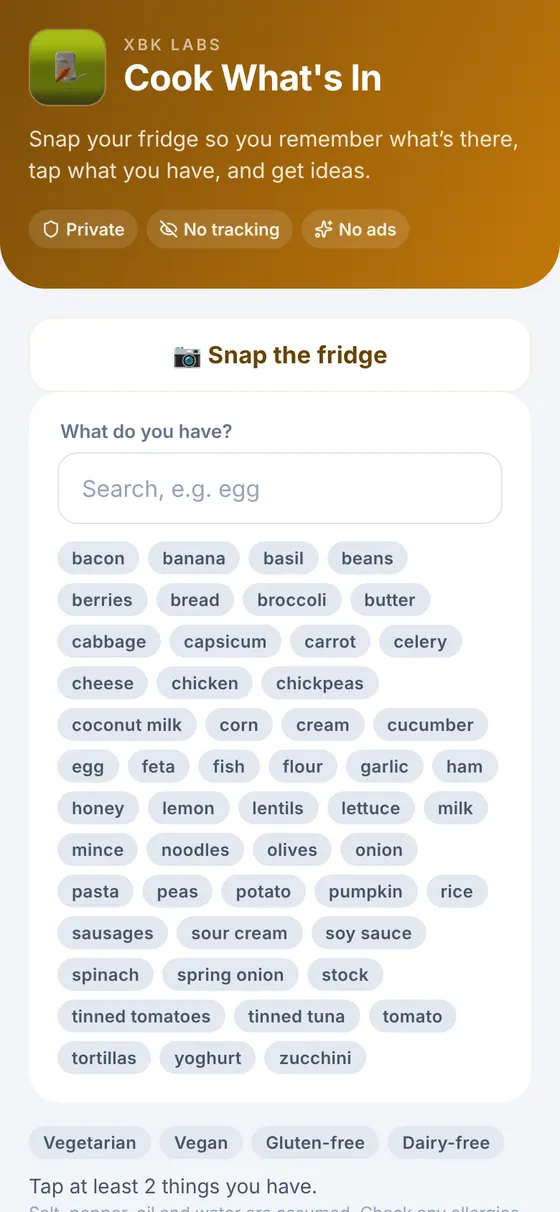 XBK LABS
Cook What's In
Snap your fridge so you remember what’s there,
tap what you have, and get ideas.
Private No tracking No ads
Snap the fridge
What do you have?
Search, e.g. egg
bacon banana basil beans
berries bread broccoli butter
cabbage capsicum carrot celery
cheese chicken chickpeas
coconut milk corn cream cucumber
egg feta fish flour garlic ham
honey lemon lentils lettuce milk
mince noodles olives onion
pasta peas potato pumpkin rice
sausages sour cream soy sauce
spinach spring onion stock
tinned tomatoes tinned tuna tomato
tortillas yoghurt zucchini
Vegetarian Vegan Gluten-free Dairy-free
Tap at least 2 things you have.
Salt, pepper, oil and water are assumed. Check any allergies